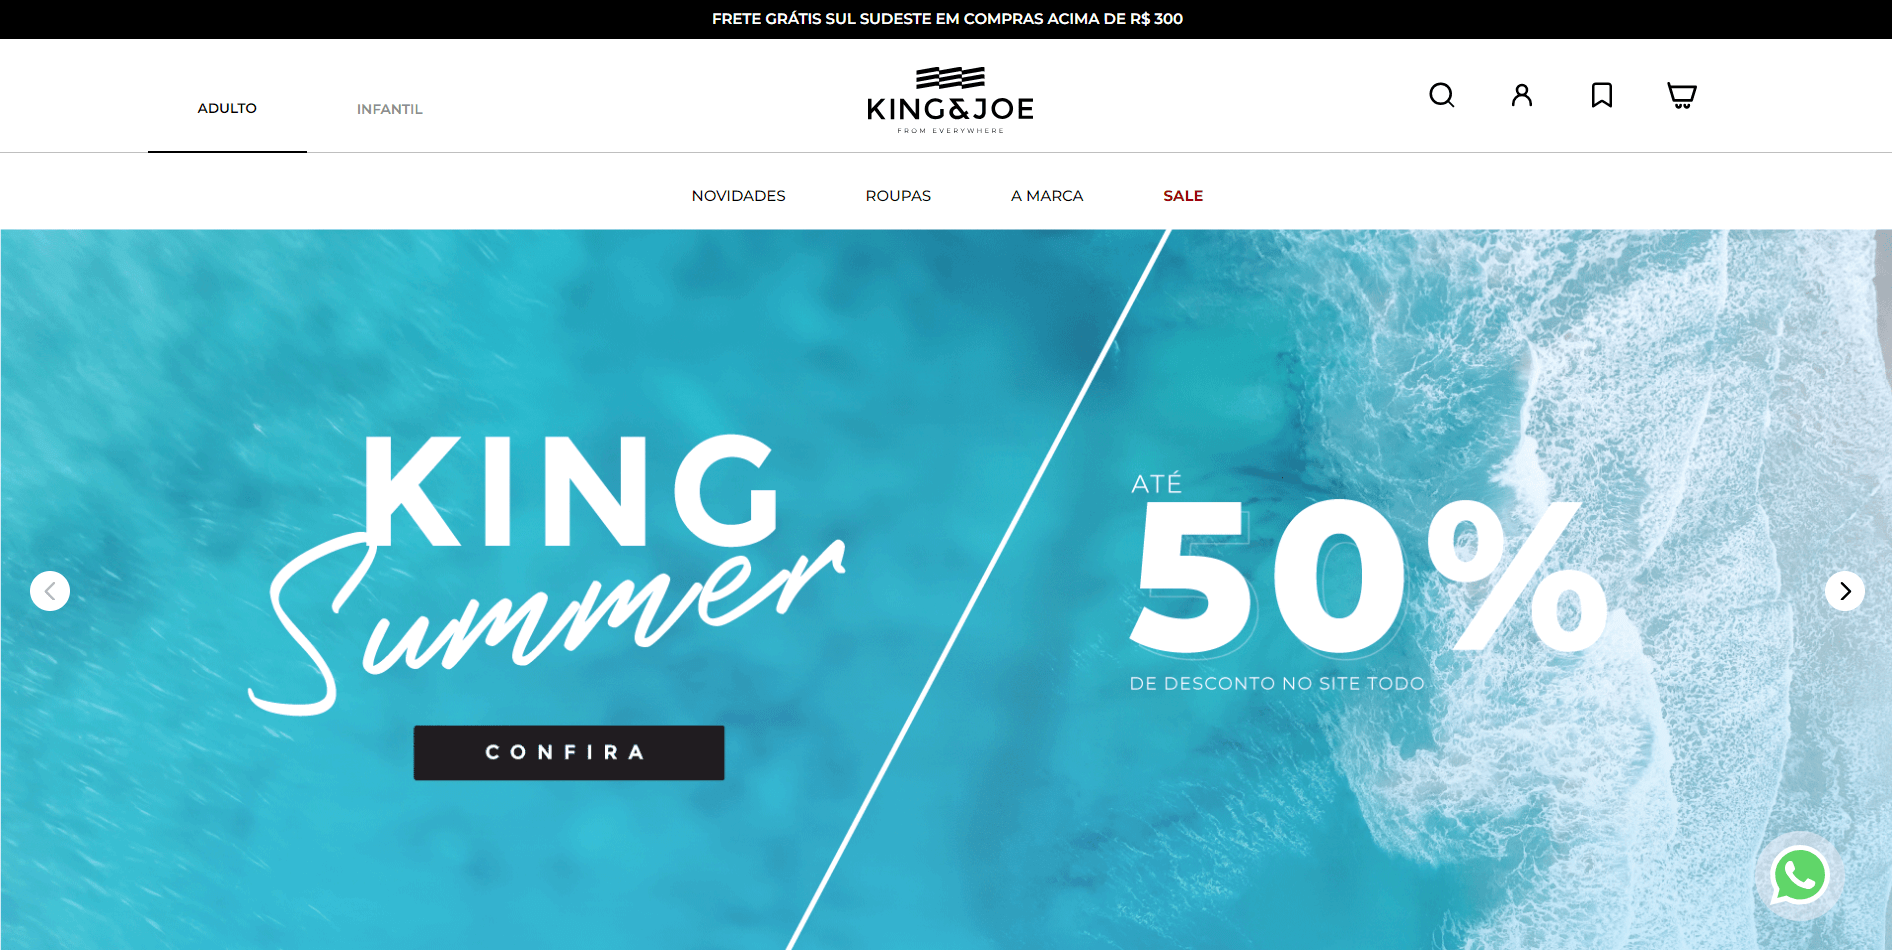 FRETE GRÁTIS SUL SUDESTE EM COMPRAS ACIMA DE R$ 300
ADULTO
INFANTIL
KING&JOE
FROM EVERYWHERE
NOVIDADES
ROUPAS
A MARCA
SALE
KING
Summer
CONFIRA
ATÉ
50%
DE DESCONTO NO SITE TODO